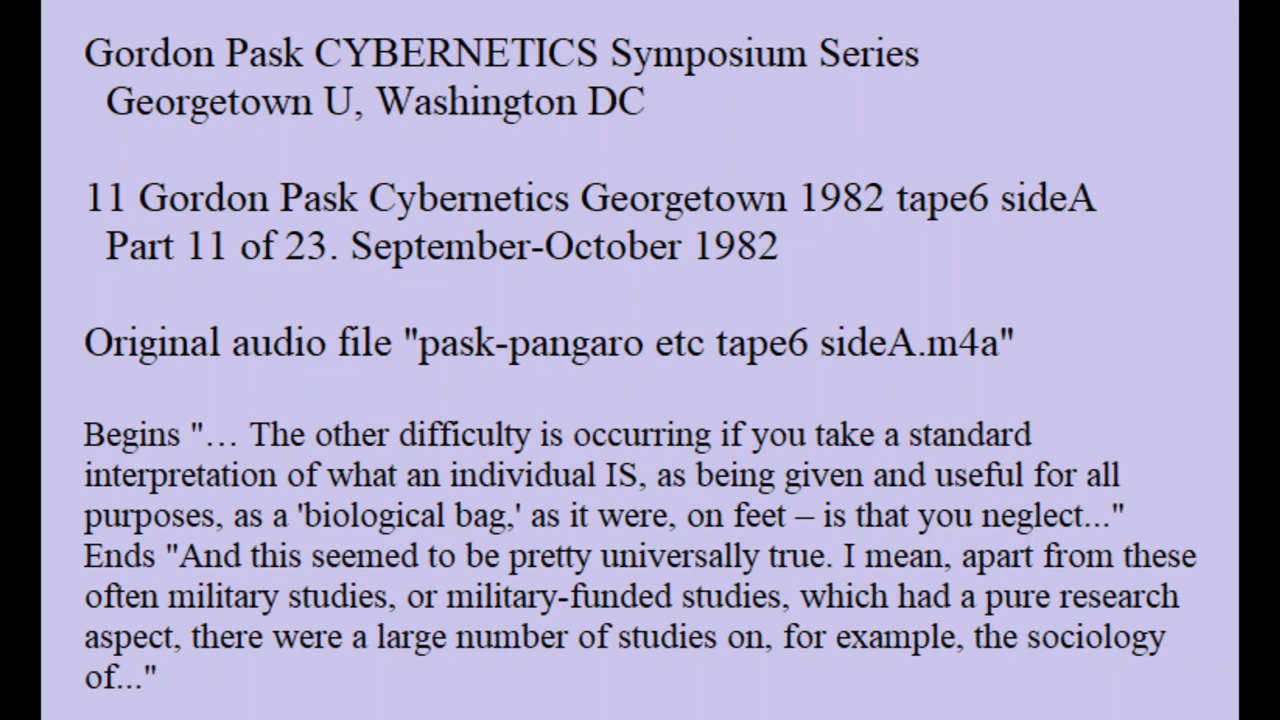 Gordon Pask CYBERNETICS Symposium Series
Georgetown U, Washington DC
11 Gordon Pask Cybernetics Georgetown 1982 tape6 sideA
Part 11 of 23. September-October 1982
Original audio file "pask-pangaro etc tape6 sideA.m4a"
Begins "… The other difficulty is occurring if you take a standard
interpretation of what an individual IS, as being given and useful for all
purposes, as a 'biological bag,' as it were, on feet – is that you neglect..."
Ends "And this seemed to be pretty universally true. I mean, apart from these
often military studies, or military-funded studies, which had a pure research
aspect, there were a large number of studies on, for example, the sociology
of..."